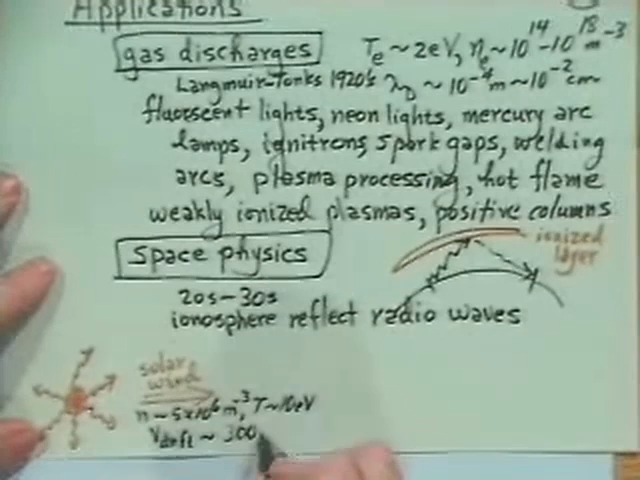 Applications
gas discharges Te ~ 2eV, ne ~ 10^14 - 10^18 m^-3
Langmuir-Tonks 1920's λD ~ 10^-4 m ~ 10^-2 cm
fluorscent lights, neon lights, mercury arc
lamps, ignitrons, spark gaps, welding
arcs, plasma processing, hot flame
weakly ionized plasmas, positive columns
space physics
ionized
layer
20s-30s
ionosphere reflect radio waves
solar
wind
n ~ 5x10^6 m^-3, T ~ 10eV
Vdrift ~ 300